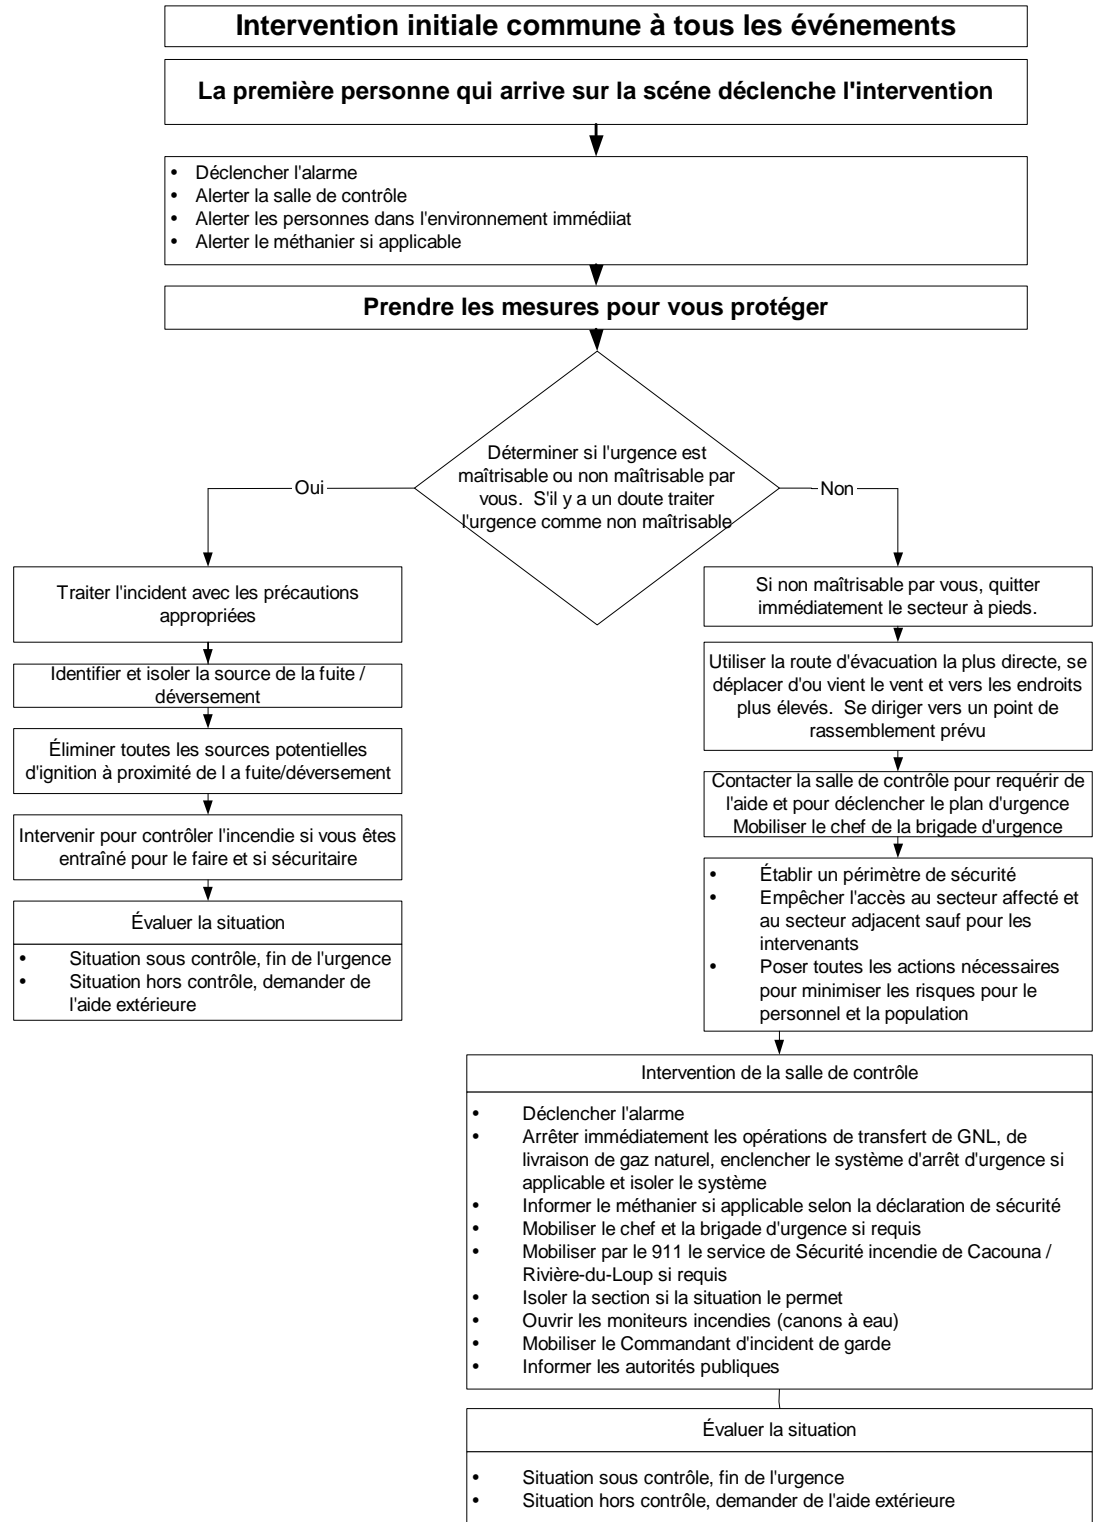 Intervention initiale commune à tous les événements
La première personne qui arrive sur la scéne déclenche l'intervention
• Déclencher l'alarme
• Alerter la salle de contrôle
• Alerter les personnes dans l'environnement immédiiat
• Alerter le méthanier si applicable
Prendre les mesures pour vous protéger
Déterminer si l'urgence est
maîtrisable ou non maîtrisable par
vous. S'il y a un doute traiter
l'urgence comme non maîtrisable
Oui
Non
Traiter l'incident avec les précautions
appropriées
Identifier et isoler la source de la fuite /
déversement
Éliminer toutes les sources potentielles
d'ignition à proximité de l a fuite/déversement
Intervenir pour contrôler l'incendie si vous êtes
entraîné pour le faire et si sécuritaire
Évaluer la situation
• Situation sous contrôle, fin de l'urgence
• Situation hors contrôle, demander de
l'aide extérieure
Si non maîtrisable par vous, quitter
immédiatement le secteur à pieds.
Utiliser la route d'évacuation la plus directe, se
déplacer d'ou vient le vent et vers les endroits
plus élevés. Se diriger vers un point de
rassemblement prévu
Contacter la salle de contrôle pour requérir de
l'aide et pour déclencher le plan d'urgence
Mobiliser le chef de la brigade d'urgence
• Établir un périmètre de sécurité
• Empêcher l'accès au secteur affecté et
au secteur adjacent sauf pour les
intervenants
• Poser toutes les actions nécessaires
pour minimiser les risques pour le
personnel et la population
Intervention de la salle de contrôle
• Déclencher l'alarme
• Arrêter immédiatement les opérations de transfert de GNL, de
livraison de gaz naturel, enclencher le système d'arrêt d'urgence si
applicable et isoler le système
• Informer le méthanier si applicable selon la déclaration de sécurité
• Mobiliser le chef et la brigade d'urgence si requis
• Mobiliser par le 911 le service de Sécurité incendie de Cacouna /
Rivière-du-Loup si requis
• Isoler la section si la situation le permet
• Ouvrir les moniteurs incendies (canons à eau)
• Mobiliser le Commandant d'incident de garde
• Informer les autorités publiques
Évaluer la situation
• Situation sous contrôle, fin de l'urgence
• Situation hors contrôle, demander de l'aide extérieure